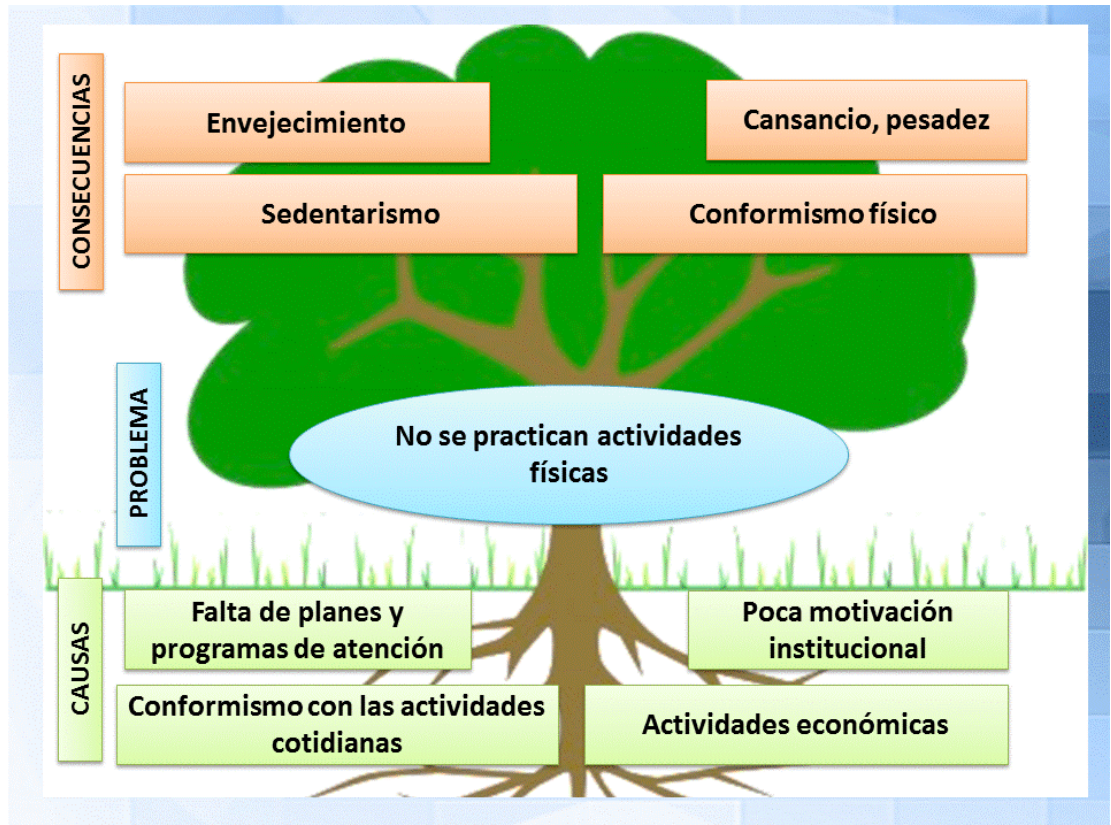 CONSECUENCIAS
Envejecimiento
Cansancio, pesadez
Sedentarismo
Conformismo físico
PROBLEMA
No se practican actividades
físicas
CAUSAS
Falta de planes y
programas de atención
Poca motivación
institucional
Conformismo con las actividades
cotidianas
Actividades económicas